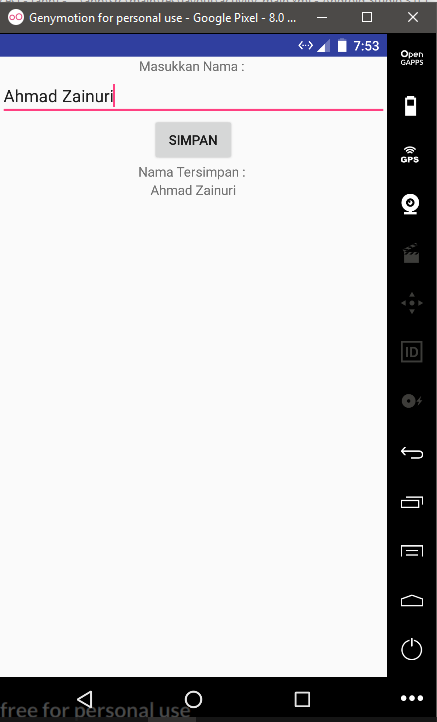 Genymotion for personal use - Google Pixel - 8.0 ...
7:53
Masukkan Nama :
Ahmad Zainuri
SIMPAN
Nama Tersimpan :
Ahmad Zainuri
Open
GAPPS
GPS
ID
free for personal use